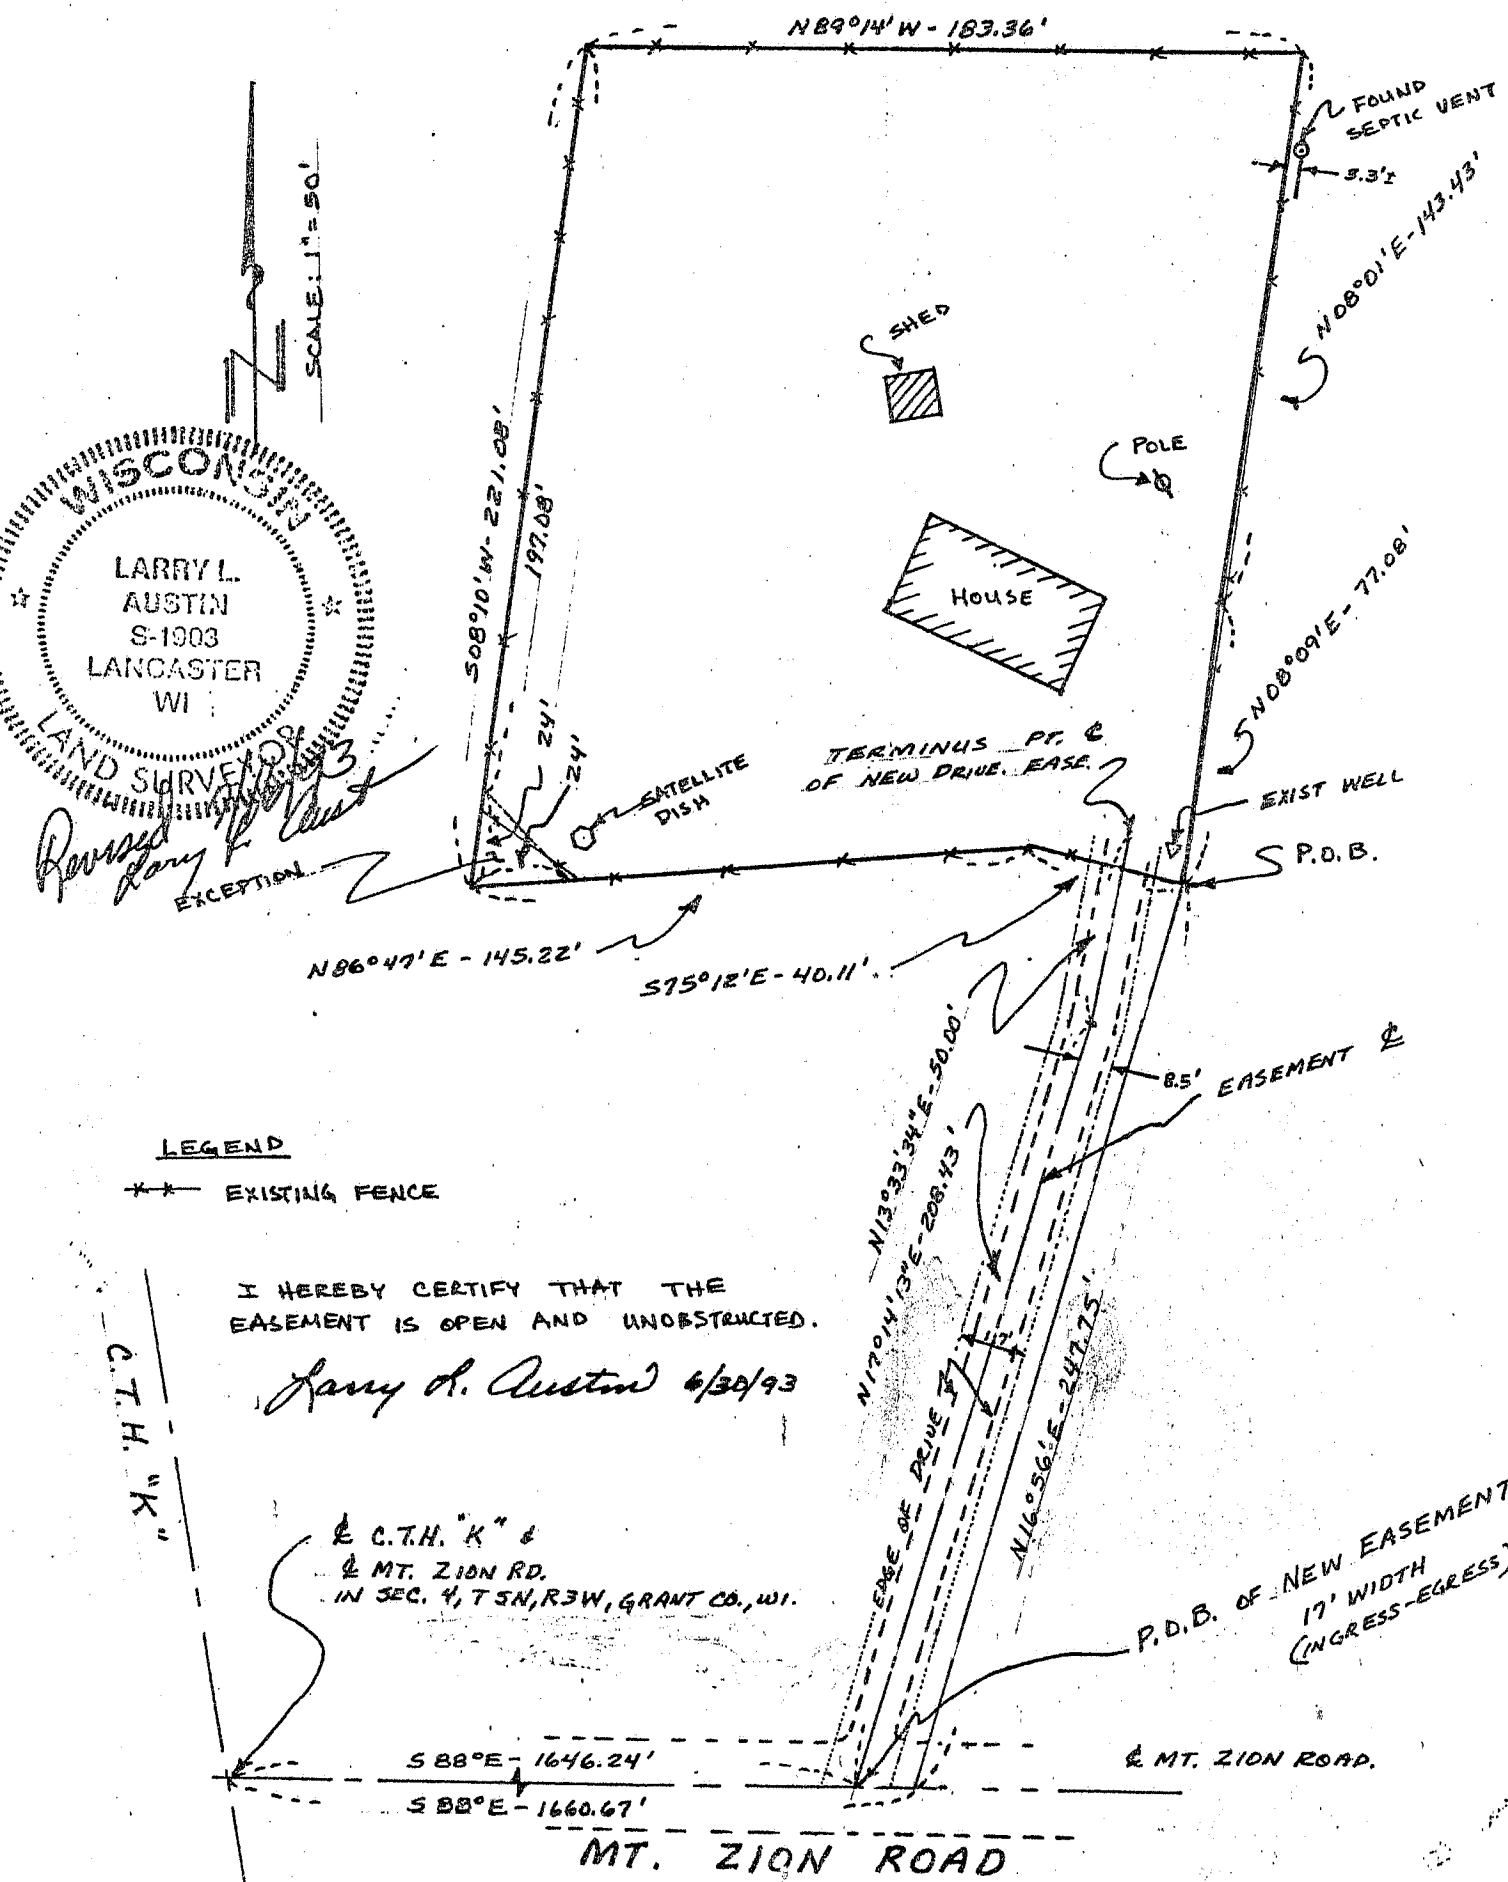 N89°14'W - 183.36'
FOUND
SEPTIC VENT
3.3'±
N08°01'E - 143.43'
SCALE: 1" = 50'
N
SHED
POLE
S08°10'W - 221.08'
197.08'
HOUSE
N08°09'E - 77.08'
WISCONSIN
LARRY L.
AUSTIN
S-1903
LANCASTER
WI
LAND SURVEYOR
Revised
Larry L. Austin
24'
24'
SATELLITE
DISH
TERMINUS PT. ℄
OF NEW DRIVE. EASE.
EXIST WELL
P.O.B.
EXCEPTION
N86°47'E - 145.22'
S75°12'E - 40.11'
N13°33'34"E - 50.00'
8.5'
EASEMENT ℄
N17°14'13"E - 208.43'
LEGEND
EXISTING FENCE
I HEREBY CERTIFY THAT THE
EASEMENT IS OPEN AND UNOBSTRUCTED.
Larry L. Austin 6/30/93
17'
N16°56'E - 247.75'
EDGE OF DRIVE
C.T.H. "K"
℄ C.T.H. "K" &
℄ MT. ZION RD.
IN SEC. 4, T5N, R3W, GRANT CO., WI.
P.O.B. OF NEW EASEMENT
17' WIDTH
(INGRESS-EGRESS)
S 88°E - 1646.24'
℄ MT. ZION ROAD.
S 88°E - 1660.67'
MT. ZION ROAD